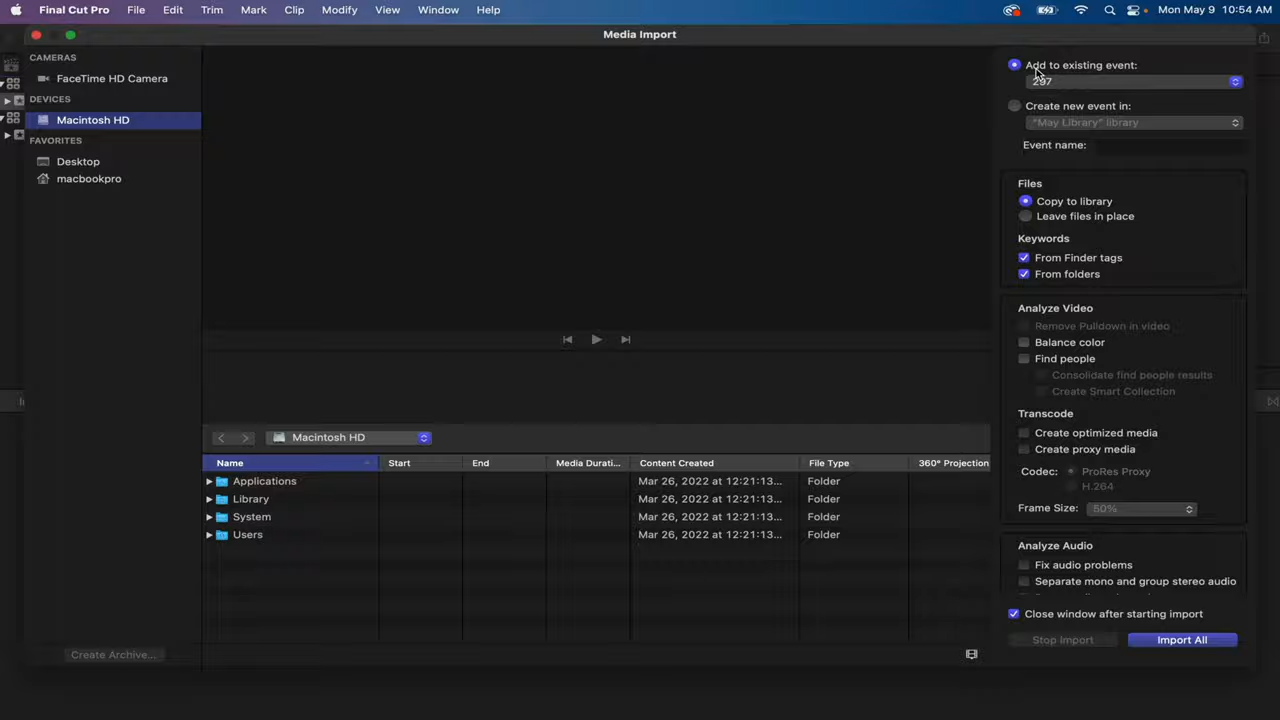 Final Cut Pro File Edit Trim Mark Clip Modify View Window Help Mon May 9 10:54 AM
Media Import
CAMERAS
FaceTime HD Camera
DEVICES
Macintosh HD
FAVORITES
Desktop
macbookpro
Create Archive...
Macintosh HD
Name Start End Media Durati... Content Created File Type 360° Projection
Applications Mar 26, 2022 at 12:21:13... Folder
Library Mar 26, 2022 at 12:21:13... Folder
System Mar 26, 2022 at 12:21:13... Folder
Users Mar 26, 2022 at 12:21:13... Folder
Add to existing event:
297
Create new event in:
"May Library" library
Event name:
Files
Copy to library
Leave files in place
Keywords
From Finder tags
From folders
Analyze Video
Remove Pulldown in video
Balance color
Find people
Consolidate find people results
Create Smart Collection
Transcode
Create optimized media
Create proxy media
Codec: ProRes Proxy
H.264
Frame Size: 50%
Analyze Audio
Fix audio problems
Separate mono and group stereo audio
Close window after starting import
Stop Import Import All